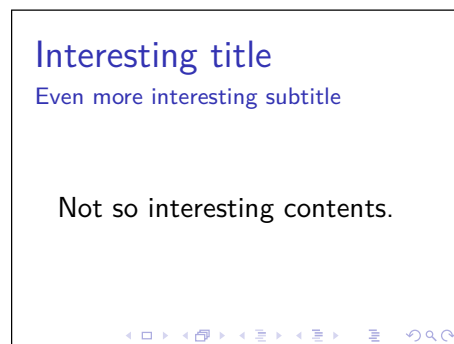 Interesting title
Even more interesting subtitle
Not so interesting contents.